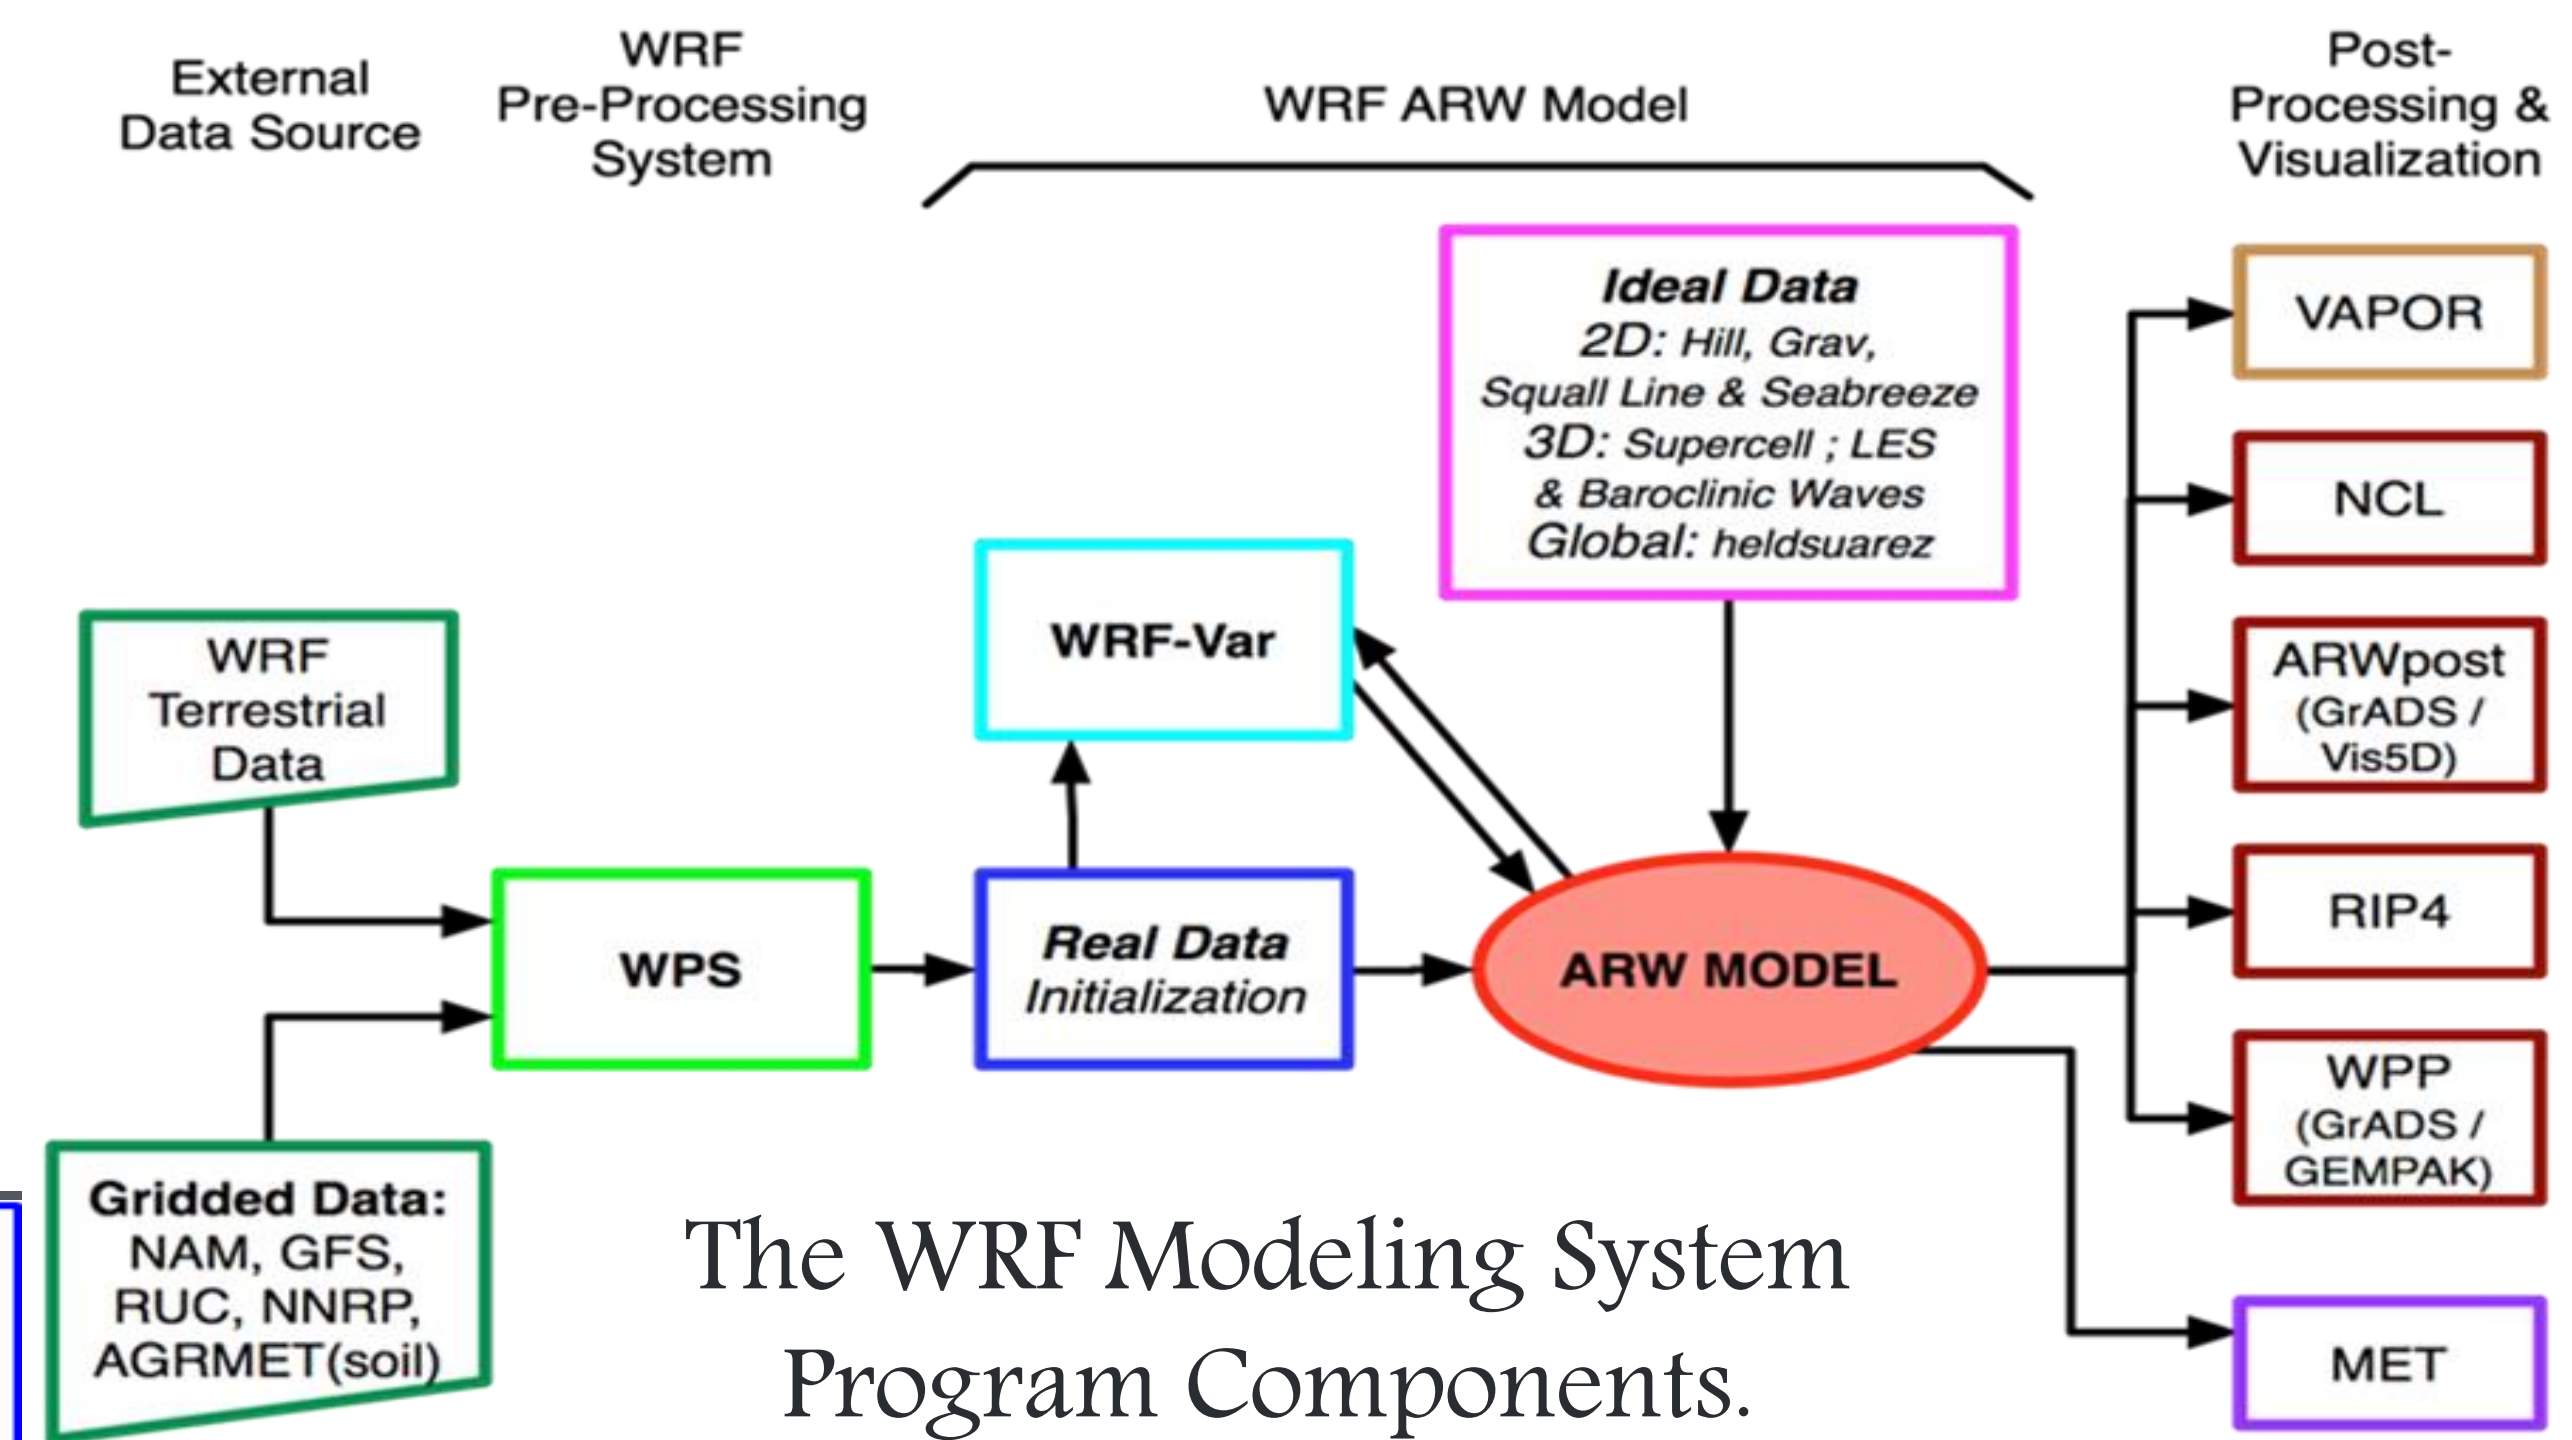 External
Data Source
WRF
Pre-Processing
System
WRF ARW Model
Post-
Processing &
Visualization
Ideal Data
2D: Hill, Grav,
Squall Line & Seabreeze
3D: Supercell ; LES
& Baroclinic Waves
Global: heldsuarez
VAPOR
NCL
WRF-Var
WRF
Terrestrial
Data
ARWpost
(GrADS /
Vis5D)
WPS
Real Data
Initialization
ARW MODEL
RIP4
WPP
(GrADS /
GEMPAK)
Gridded Data:
NAM, GFS,
RUC, NNRP,
AGRMET(soil)
MET
The WRF Modeling System
Program Components.